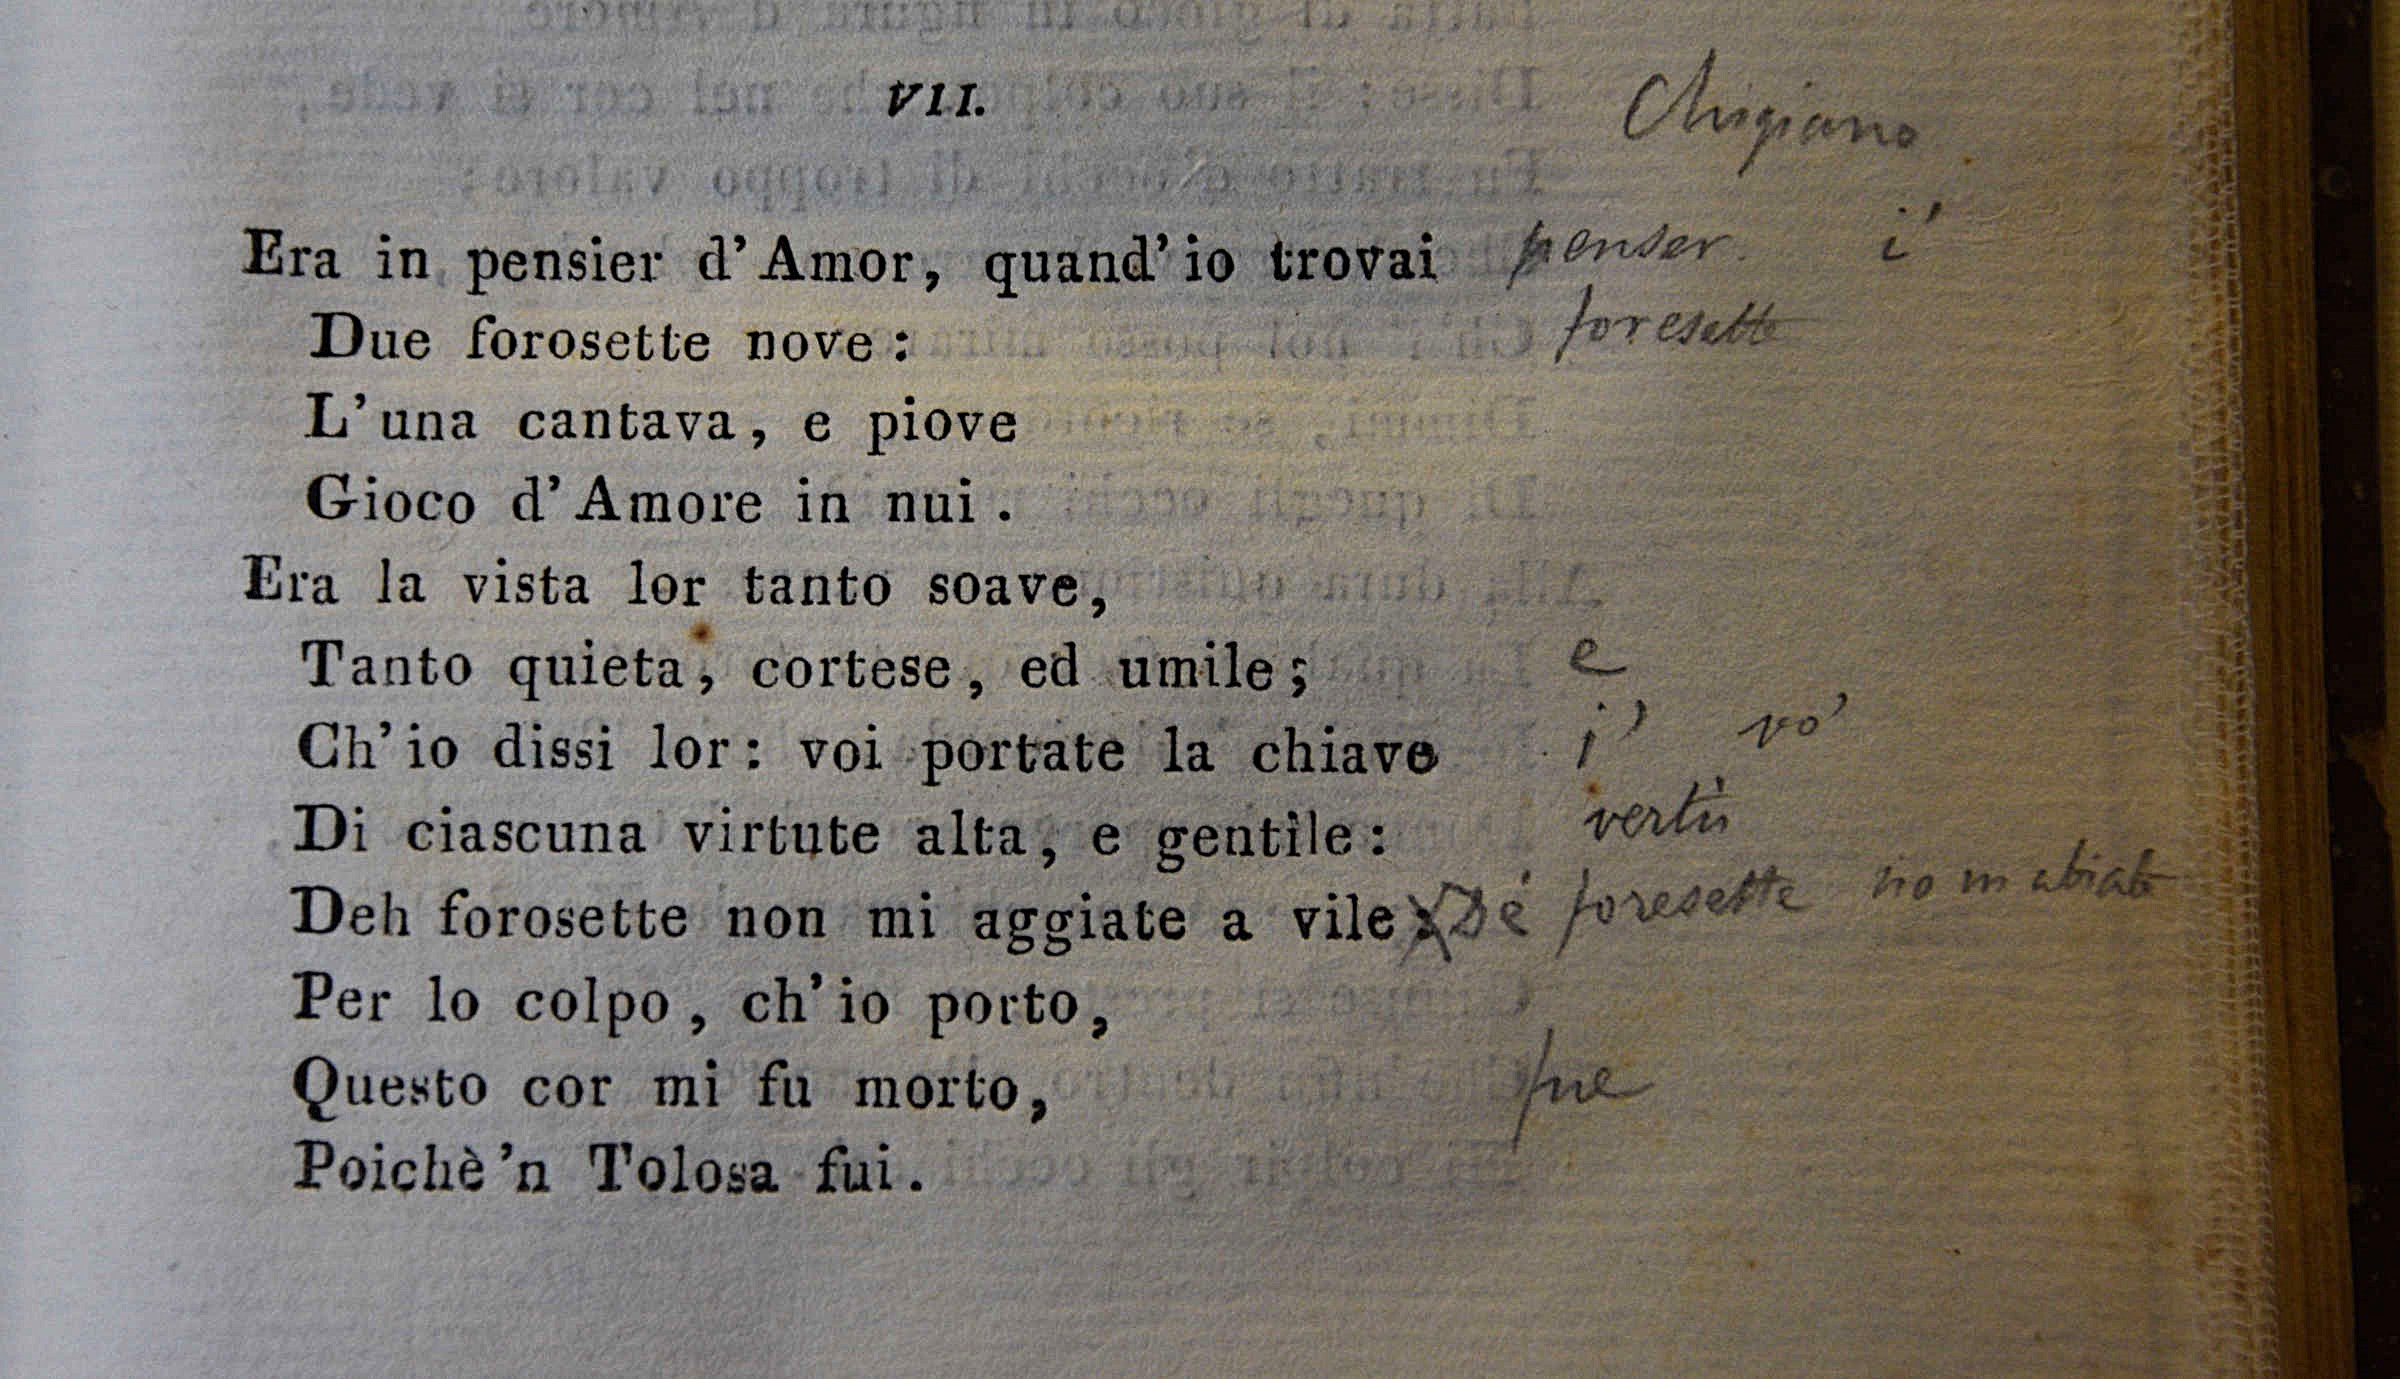 VII.
Chigiano
Era in pensier d'Amor, quand'io trovai penser i'
Due forosette nove: foresette
L'una cantava, e piove
Gioco d'Amore in nui.
Era la vista lor tanto soave,
Tanto quieta, cortese, ed umile; e
Ch'io dissi lor: voi portate la chiave i' vo'
Di ciascuna virtute alta, e gentile: vertù
Deh forosette non mi aggiate a vile: Dé foresette no m abiate
Per lo colpo, ch'io porto,
Questo cor mi fu morto, fue
Poichè'n Tolosa fui.